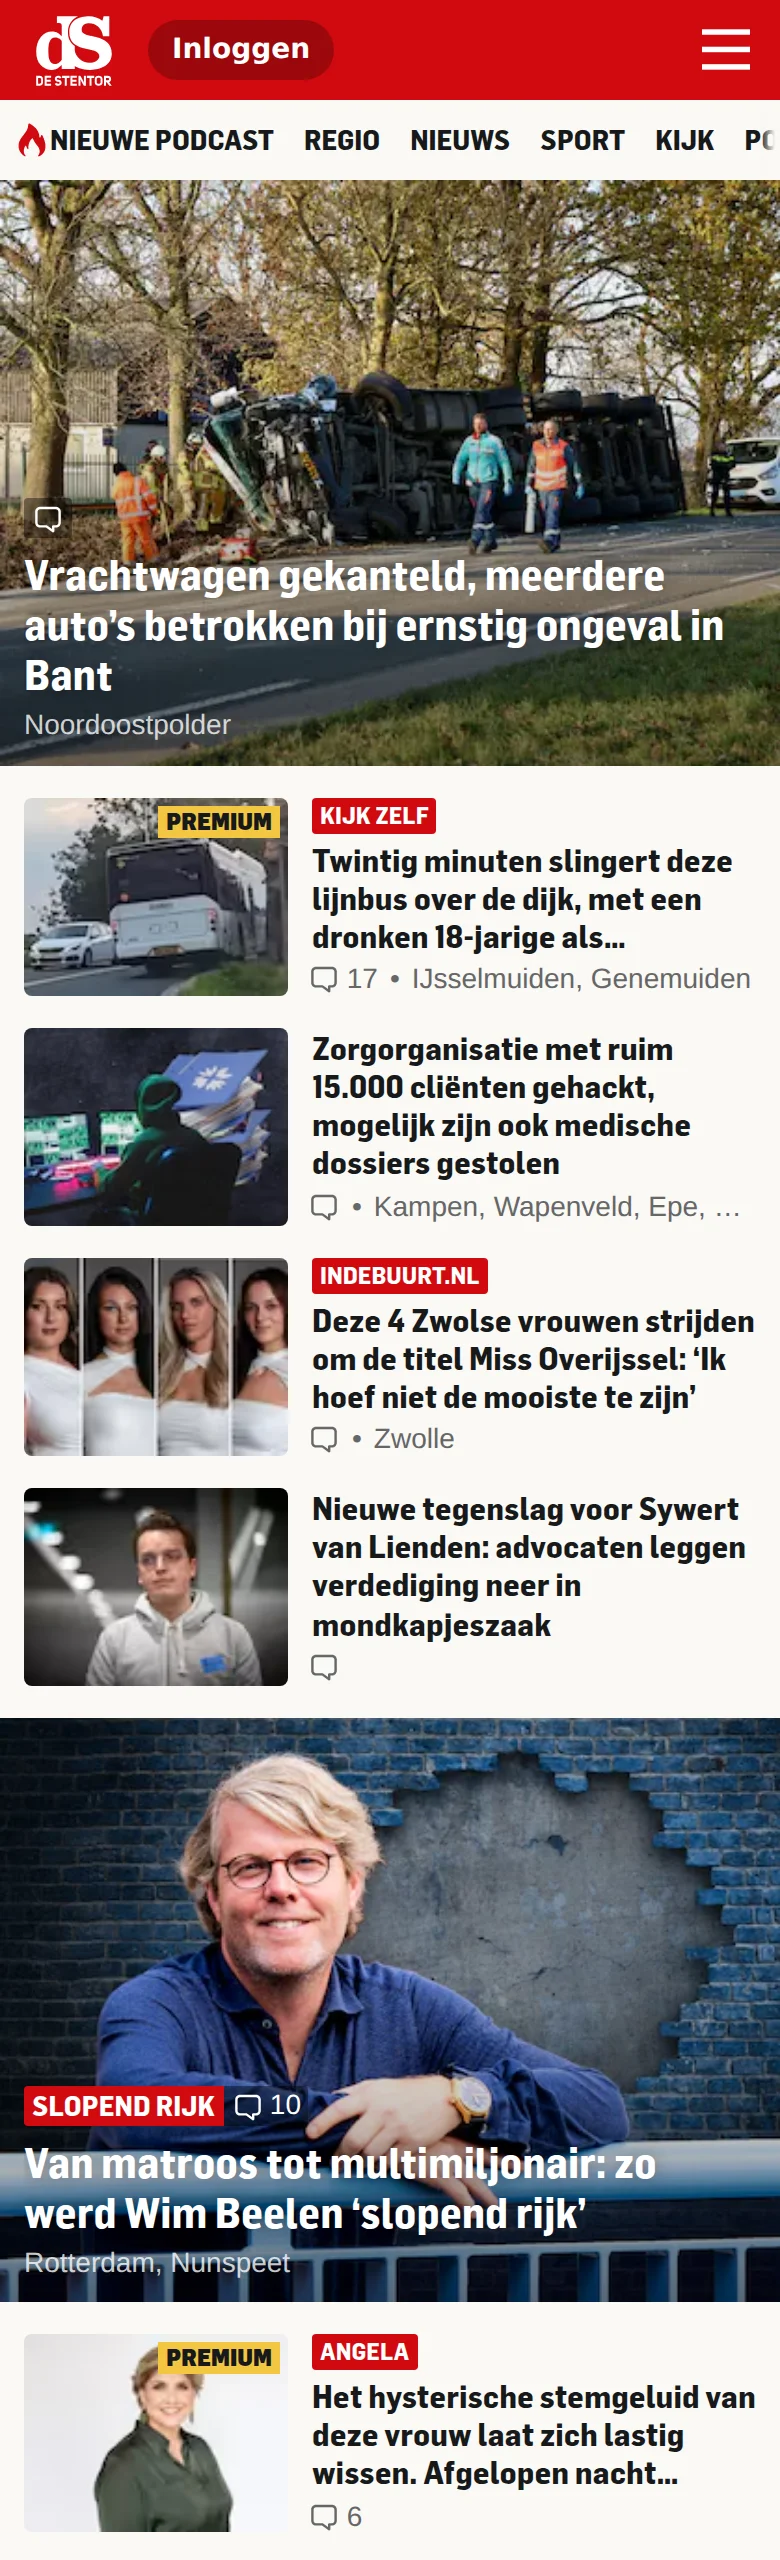 dS
DE STENTOR
Inloggen
NIEUWE PODCAST REGIO NIEUWS SPORT KIJK PO
Vrachtwagen gekanteld, meerdere
auto’s betrokken bij ernstig ongeval in
Bant
Noordoostpolder
PREMIUM
KIJK ZELF
Twintig minuten slingert deze
lijnbus over de dijk, met een
dronken 18-jarige als...
17 • IJsselmuiden, Genemuiden
Zorgorganisatie met ruim
15.000 cliënten gehackt,
mogelijk zijn ook medische
dossiers gestolen
• Kampen, Wapenveld, Epe, …
INDEBUURT.NL
Deze 4 Zwolse vrouwen strijden
om de titel Miss Overijssel: ‘Ik
hoef niet de mooiste te zijn’
• Zwolle
Nieuwe tegenslag voor Sywert
van Lienden: advocaten leggen
verdediging neer in
mondkapjeszaak
SLOPEND RIJK 10
Van matroos tot multimiljonair: zo
werd Wim Beelen ‘slopend rijk’
Rotterdam, Nunspeet
PREMIUM
ANGELA
Het hysterische stemgeluid van
deze vrouw laat zich lastig
wissen. Afgelopen nacht...
6